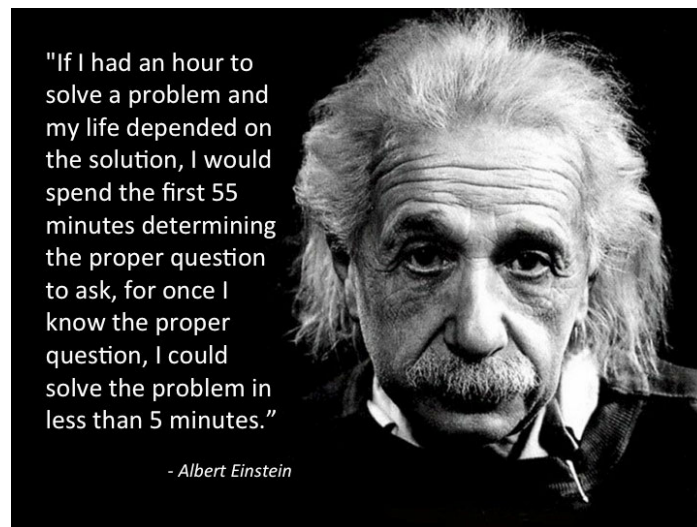 "If I had an hour to
solve a problem and
my life depended on
the solution, I would
spend the first 55
minutes determining
the proper question
to ask, for once I
know the proper
question, I could
solve the problem in
less than 5 minutes.”
- Albert Einstein